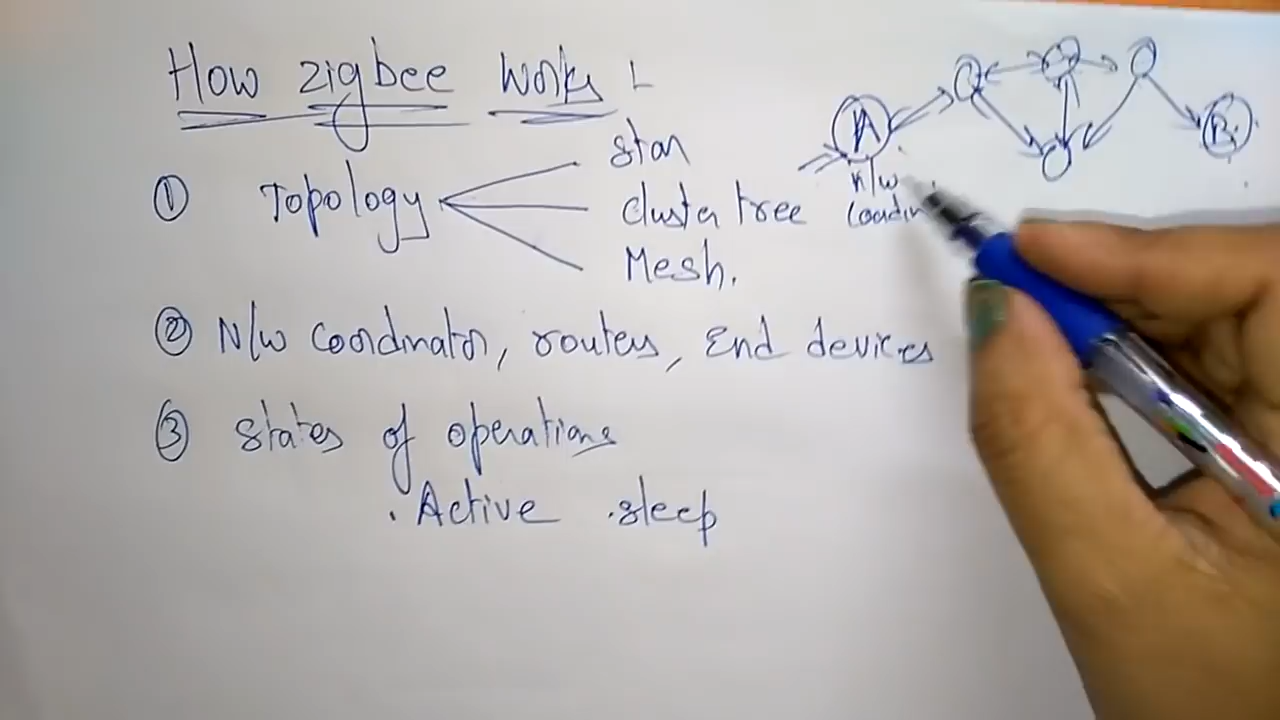 How zigbee works :-
① Topology
star
cluster tree
Mesh.
② N/w coordinator, routers, End devices
③ States of operations
. Active . sleep
A
B
N/w